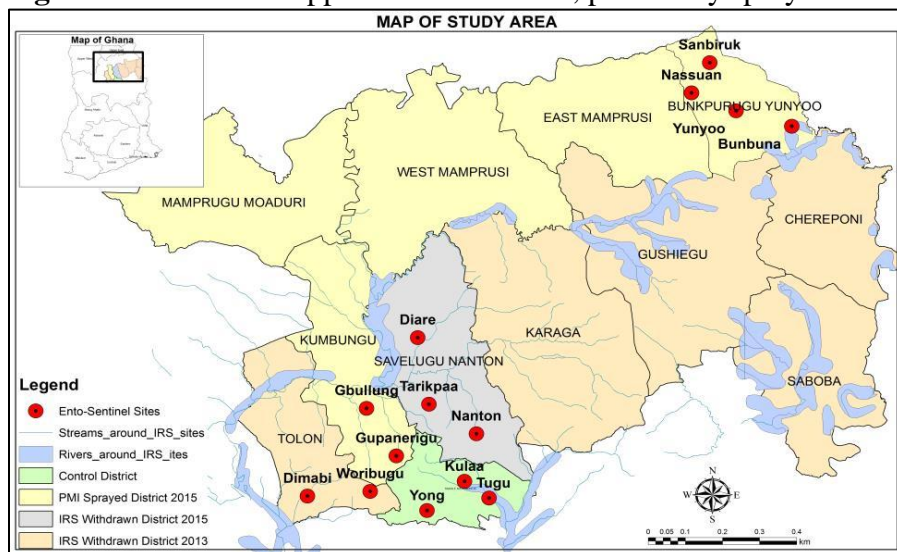 MAP OF STUDY AREA
Map of Ghana
Sanbiruk
Nassuan
BUNKPURUGU YUNYOO
EAST MAMPRUSI
Yunyoo
Bunbuna
WEST MAMPRUSI
MAMPRUGU MOADURI
CHEREPONI
GUSHIEGU
Diare
KUMBUNGU
KARAGA
SAVELUGU NANTON
SABOBA
Legend
Ento-Sentinel Sites
Streams_around_IRS_sites
Rivers_around_IRS_ites
Control District
PMI Sprayed District 2015
IRS Withdrawn District 2015
IRS Withdrawn District 2013
Gbullung
Tarikpaa
Nanton
TOLON
Gupanerigu
Kulaa
Dimabi
Woribugu
Tugu
Yong
N
W E
S
0 0.05 0.1 0.2 0.3 0.4
km